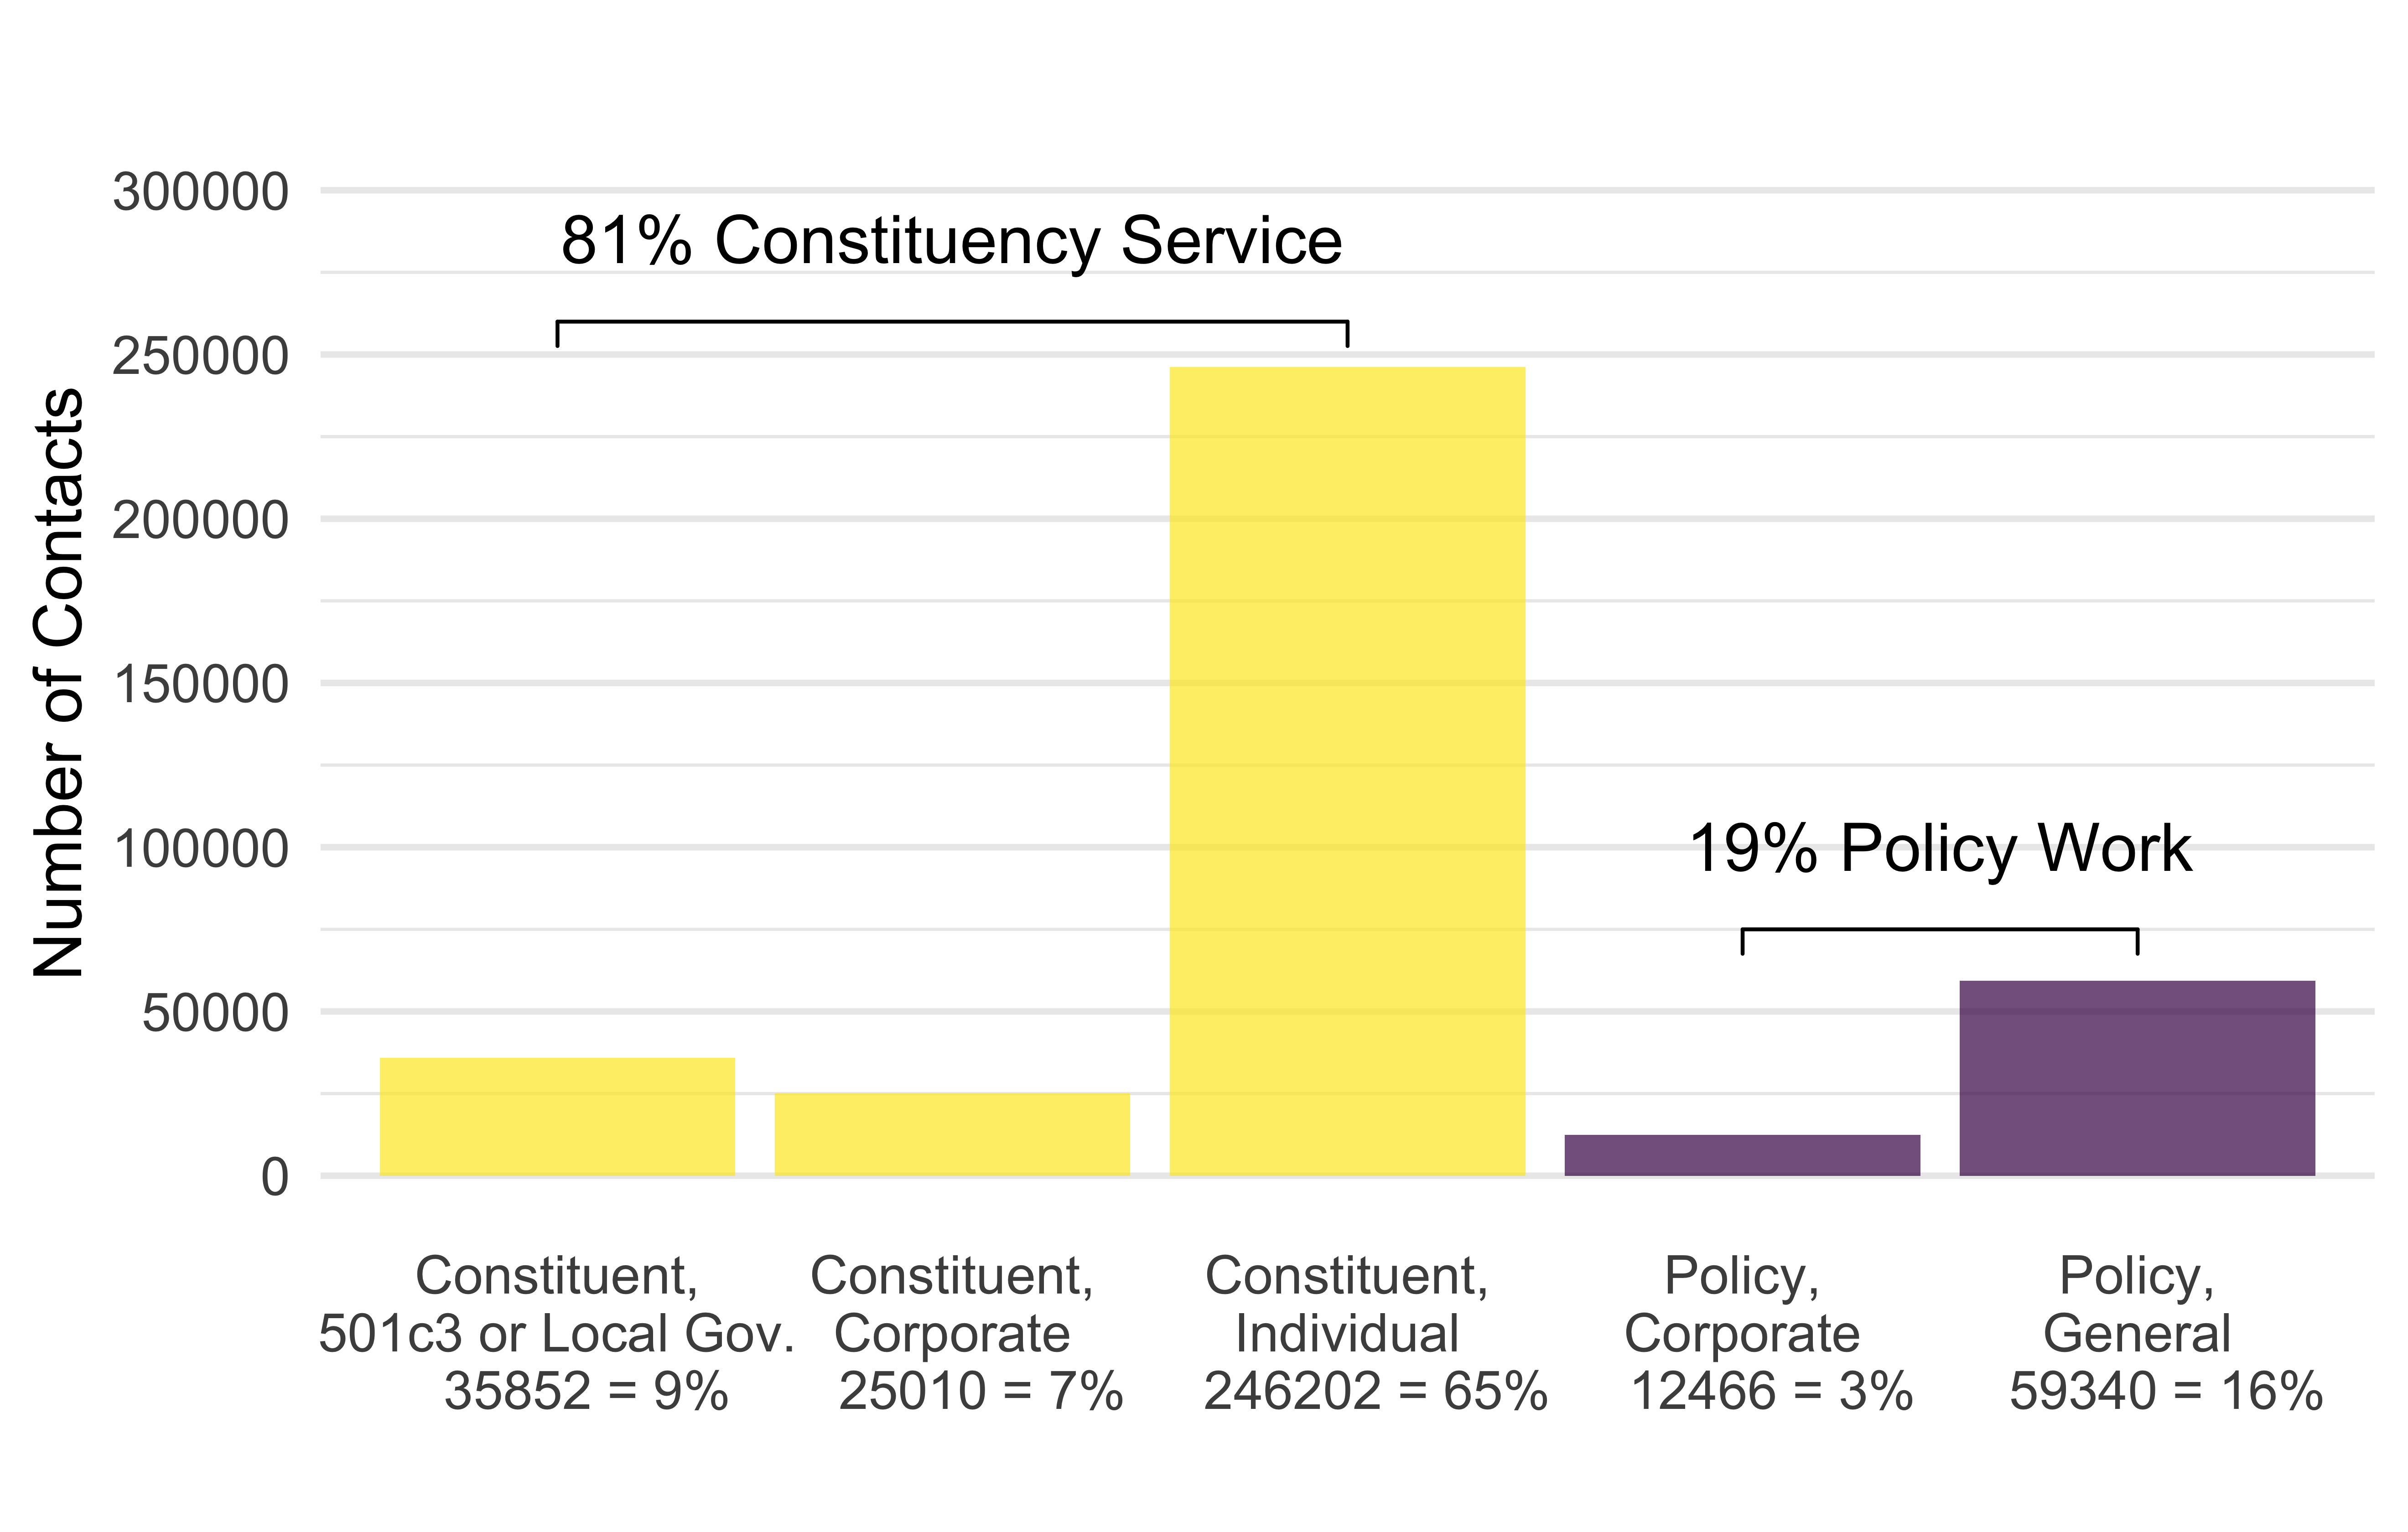 300000
81% Constituency Service
250000
200000
150000
100000
19% Policy Work
50000
0
Number of Contacts
Constituent,
501c3 or Local Gov.
35852 = 9%
Constituent,
Corporate
25010 = 7%
Constituent,
Individual
246202 = 65%
Policy,
Corporate
12466 = 3%
Policy,
General
59340 = 16%